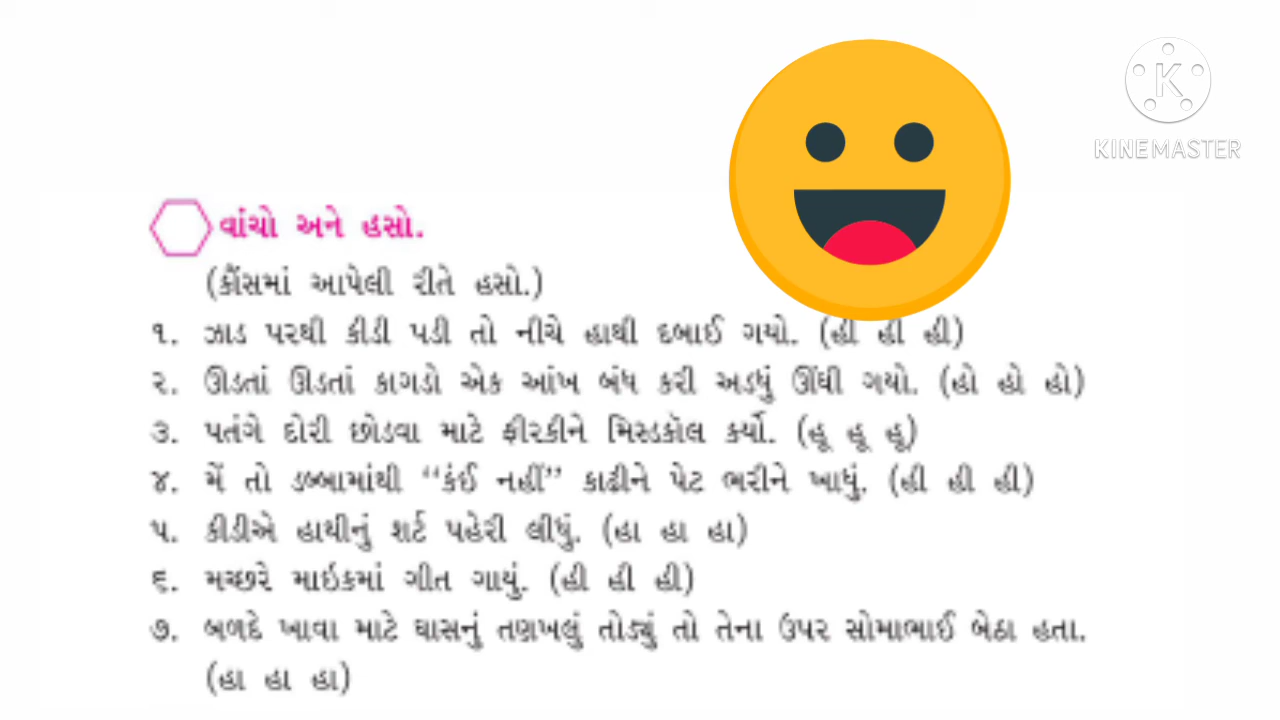 K
KINEMASTER
વાંચો અને હસો.
(કૌંસમાં આપેલી રીતે હસો.)
૧. ઝાડ પરથી કીડી પડી તો નીચે હાથી દબાઈ ગયો. (હી હી હી)
૨. ઊડતાં ઊડતાં કાગડો એક આંખ બંધ કરી અડધું ઊંઘી ગયો. (હો હો હો)
૩. પતંગે દોરી છોડવા માટે ફીરકીને મિસ્ડકૉલ કર્યો. (હૂ હૂ હૂ)
૪. મેં તો ડબ્બામાંથી “કંઈ નહીં” કાઢીને પેટ ભરીને ખાધું. (હી હી હી)
૫. કીડીએ હાથીનું શર્ટ પહેરી લીધું. (હા હા હા)
૬. મચ્છરે માઇકમાં ગીત ગાયું. (હી હી હી)
૭. બળદે ખાવા માટે ઘાસનું તણખલું તોડ્યું તો તેના ઉપર સોમાભાઈ બેઠા હતા.
(હા હા હા)